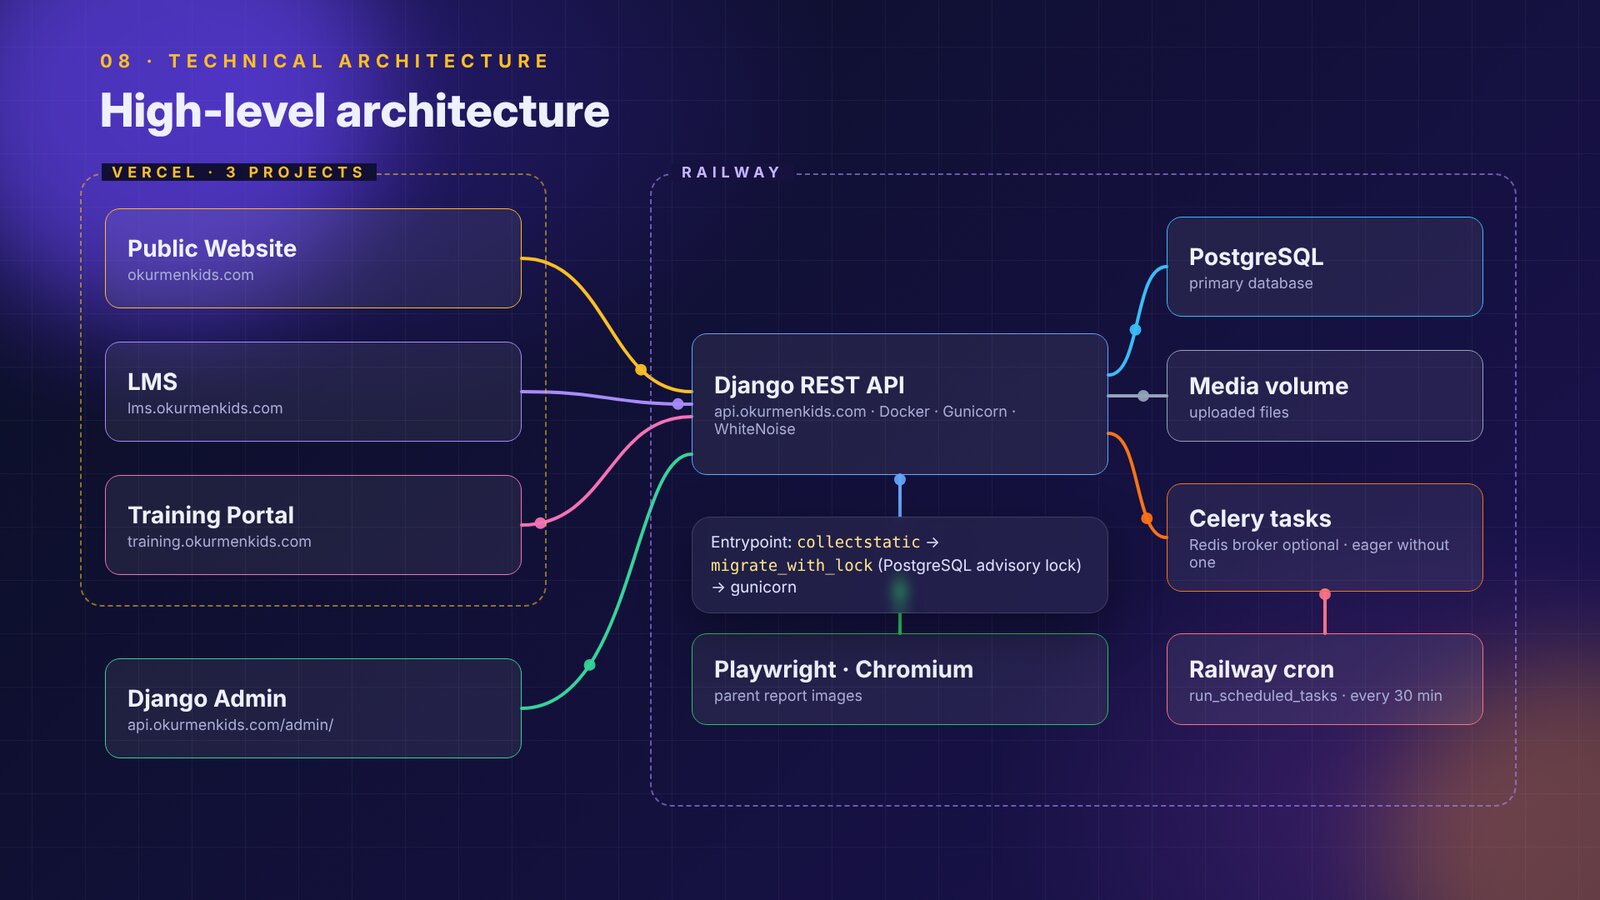 08 · TECHNICAL ARCHITECTURE
High-level architecture
VERCEL · 3 PROJECTS
Public Website
okurmenkids.com
LMS
lms.okurmenkids.com
Training Portal
training.okurmenkids.com
Django Admin
api.okurmenkids.com/admin/
RAILWAY
Django REST API
api.okurmenkids.com · Docker · Gunicorn ·
WhiteNoise
Entrypoint: collectstatic →
migrate_with_lock (PostgreSQL advisory lock)
→ gunicorn
Playwright · Chromium
parent report images
PostgreSQL
primary database
Media volume
uploaded files
Celery tasks
Redis broker optional · eager without
one
Railway cron
run_scheduled_tasks · every 30 min